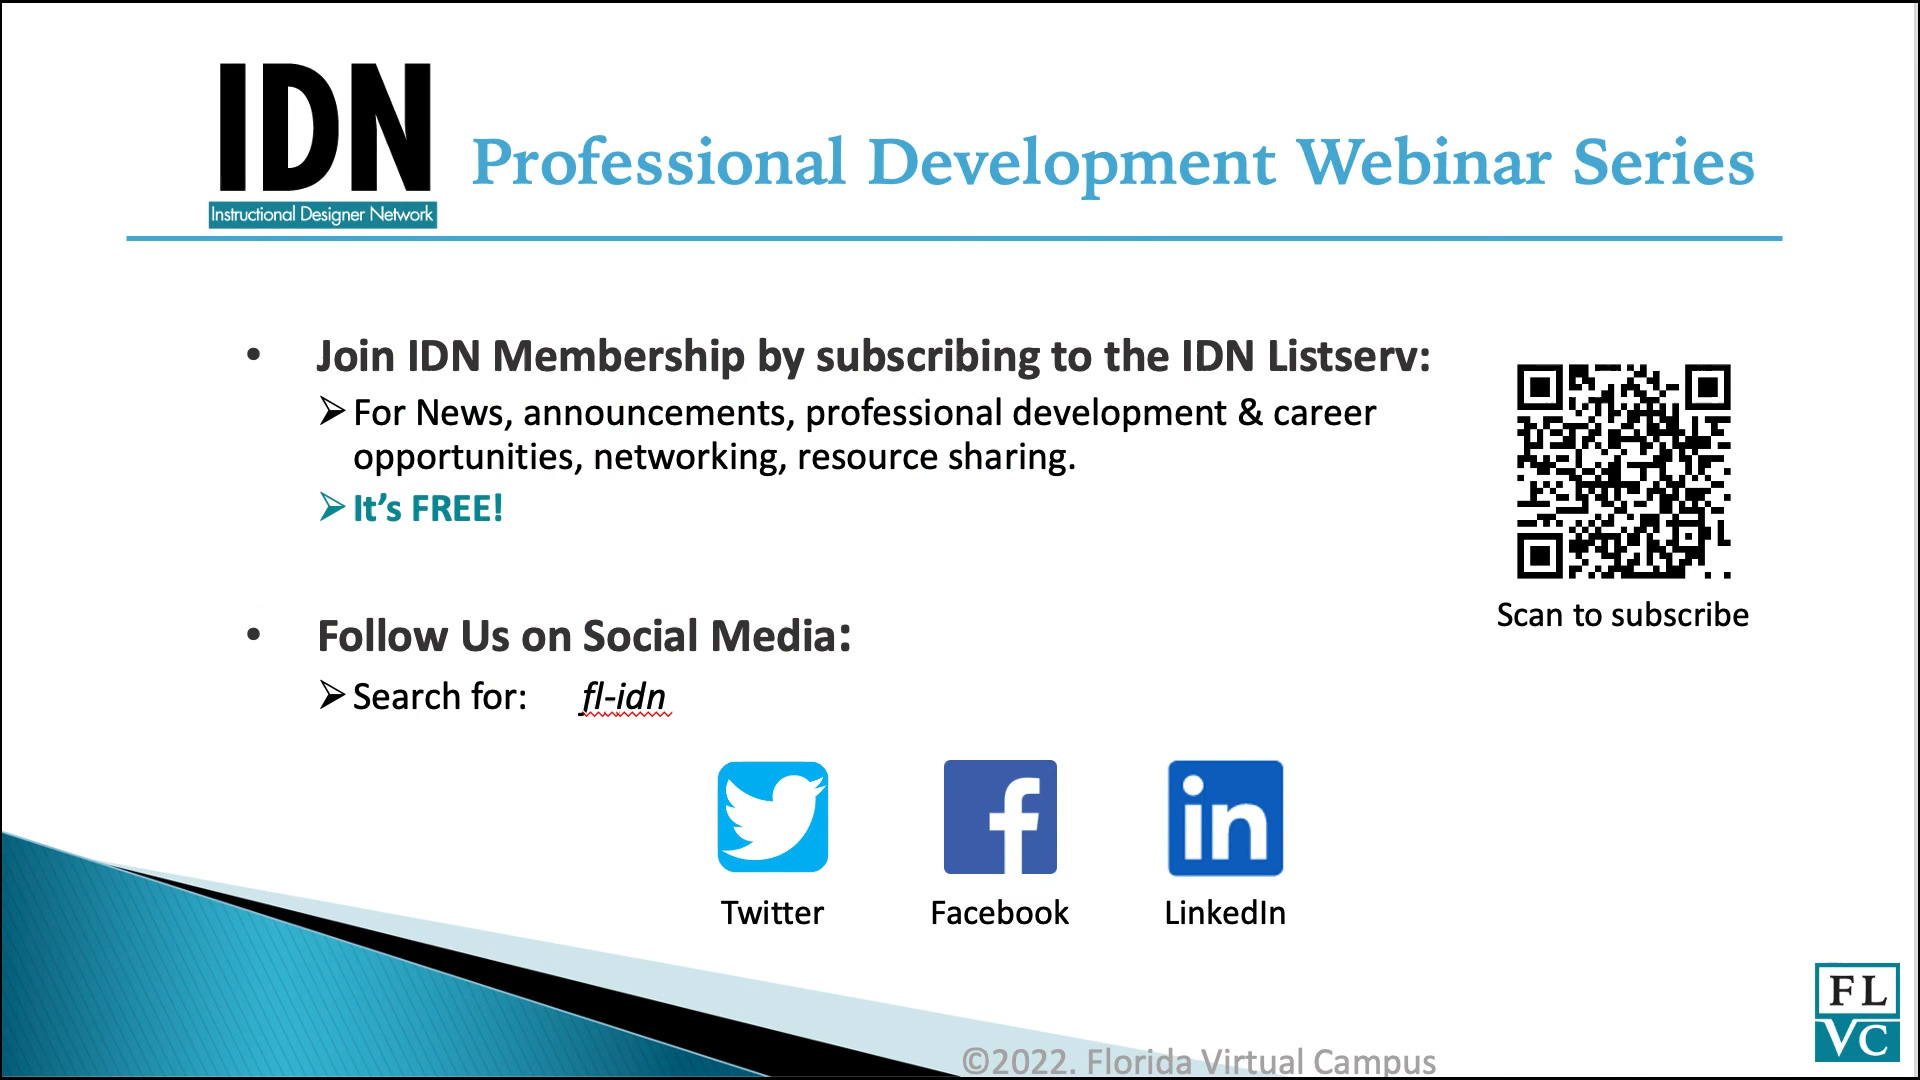 IDN
Instructional Designer Network
Professional Development Webinar Series
• Join IDN Membership by subscribing to the IDN Listserv:
➢ For News, announcements, professional development & career
opportunities, networking, resource sharing.
➢ It’s FREE!
Scan to subscribe
• Follow Us on Social Media:
➢ Search for: fl-idn
Twitter Facebook LinkedIn
FL
VC
©2022. Florida Virtual Campus